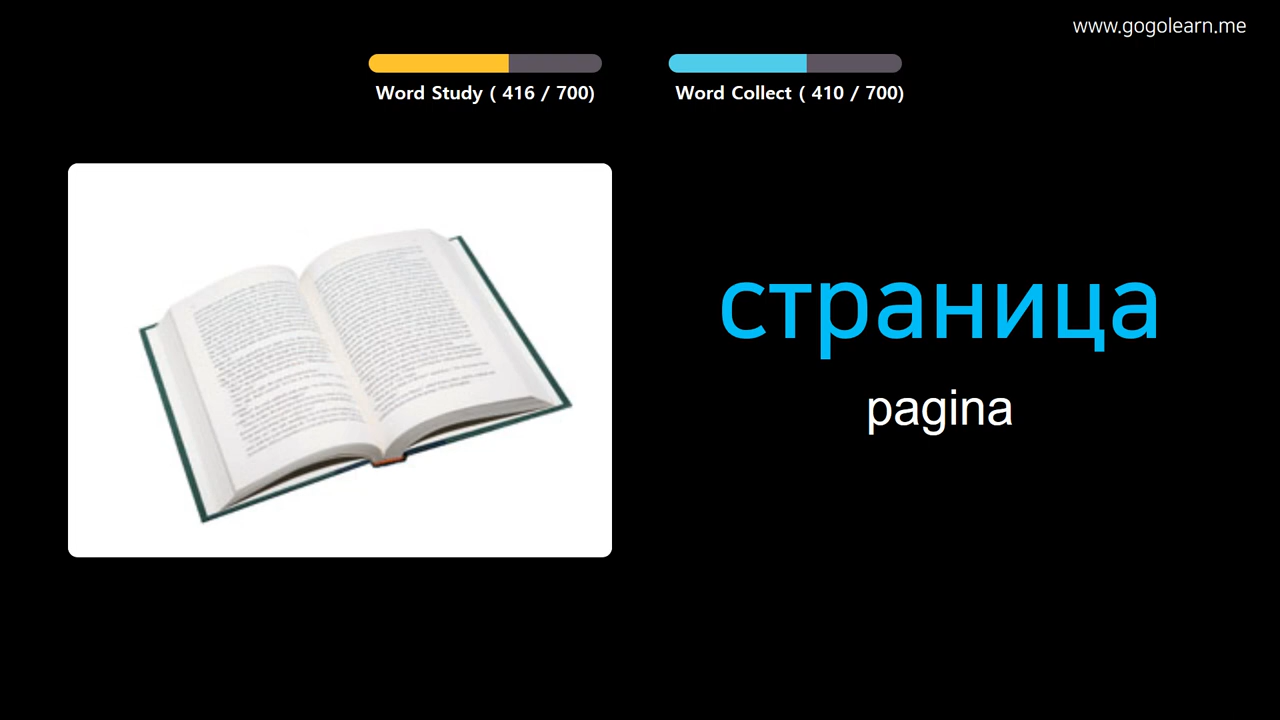 www.gogolearn.me
Word Study ( 416 / 700)
Word Collect ( 410 / 700)
страница
pagina